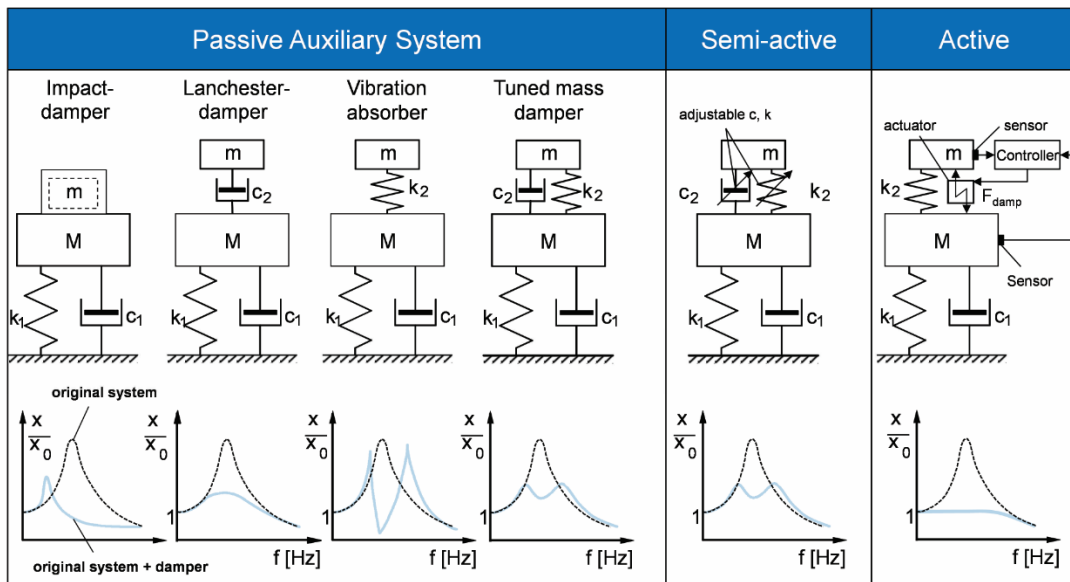 Passive Auxiliary System
Semi-active
Active
Impact-
damper
m
M
k1
c1
Lanchester-
damper
m
c2
M
k1
c1
Vibration
absorber
m
k2
M
k1
c1
Tuned mass
damper
m
c2
k2
M
k1
c1
adjustable c, k
m
c2
k2
M
k1
c1
actuator
sensor
m
Controller
k2
Fdamp
M
Sensor
k1
c1
original system
x
x0
1
f [Hz]
original system + damper
x
x0
1
f [Hz]
x
x0
1
f [Hz]
x
x0
1
f [Hz]
x
x0
1
f [Hz]
x
x0
1
f [Hz]